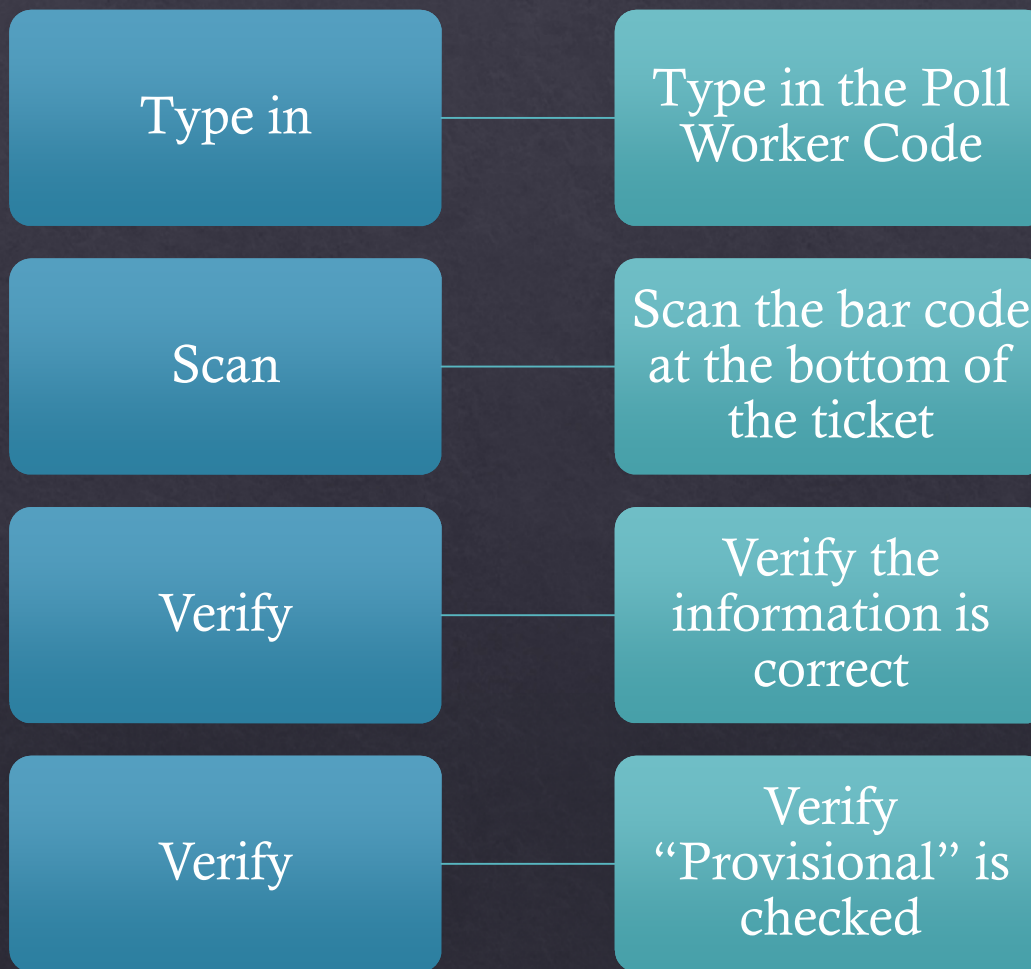 Type in
Type in the Poll
Worker Code
Scan
Scan the bar code
at the bottom of
the ticket
Verify
Verify the
information is
correct
Verify
Verify
“Provisional” is
checked